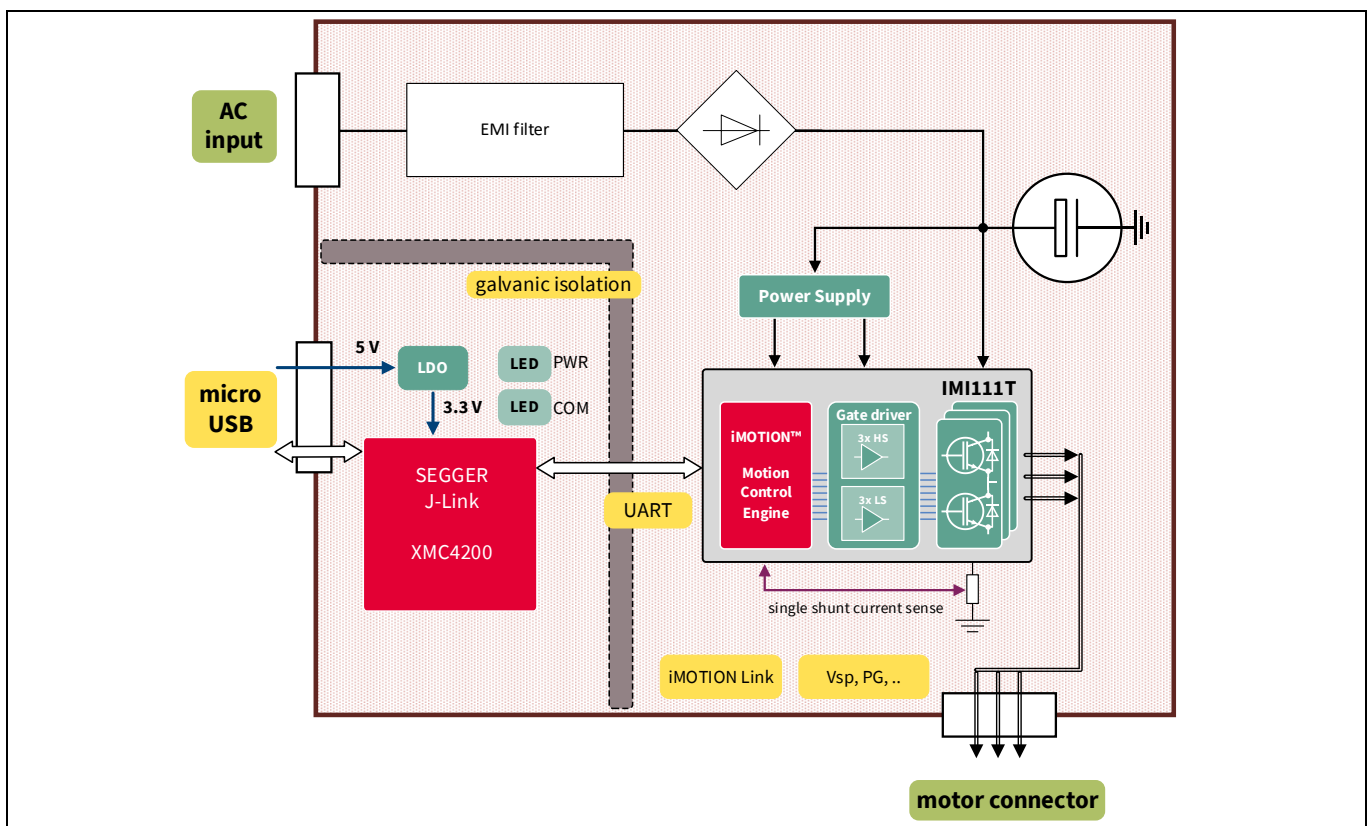 AC
input
EMI filter
galvanic isolation
Power Supply
5 V
LDO
LED PWR
3.3 V
LED COM
micro
USB
SEGGER
J-Link
XMC4200
UART
IMI111T
iMOTION™
Motion
Control
Engine
Gate driver
3x HS
3x LS
single shunt current sense
iMOTION Link
Vsp, PG, ..
motor connector